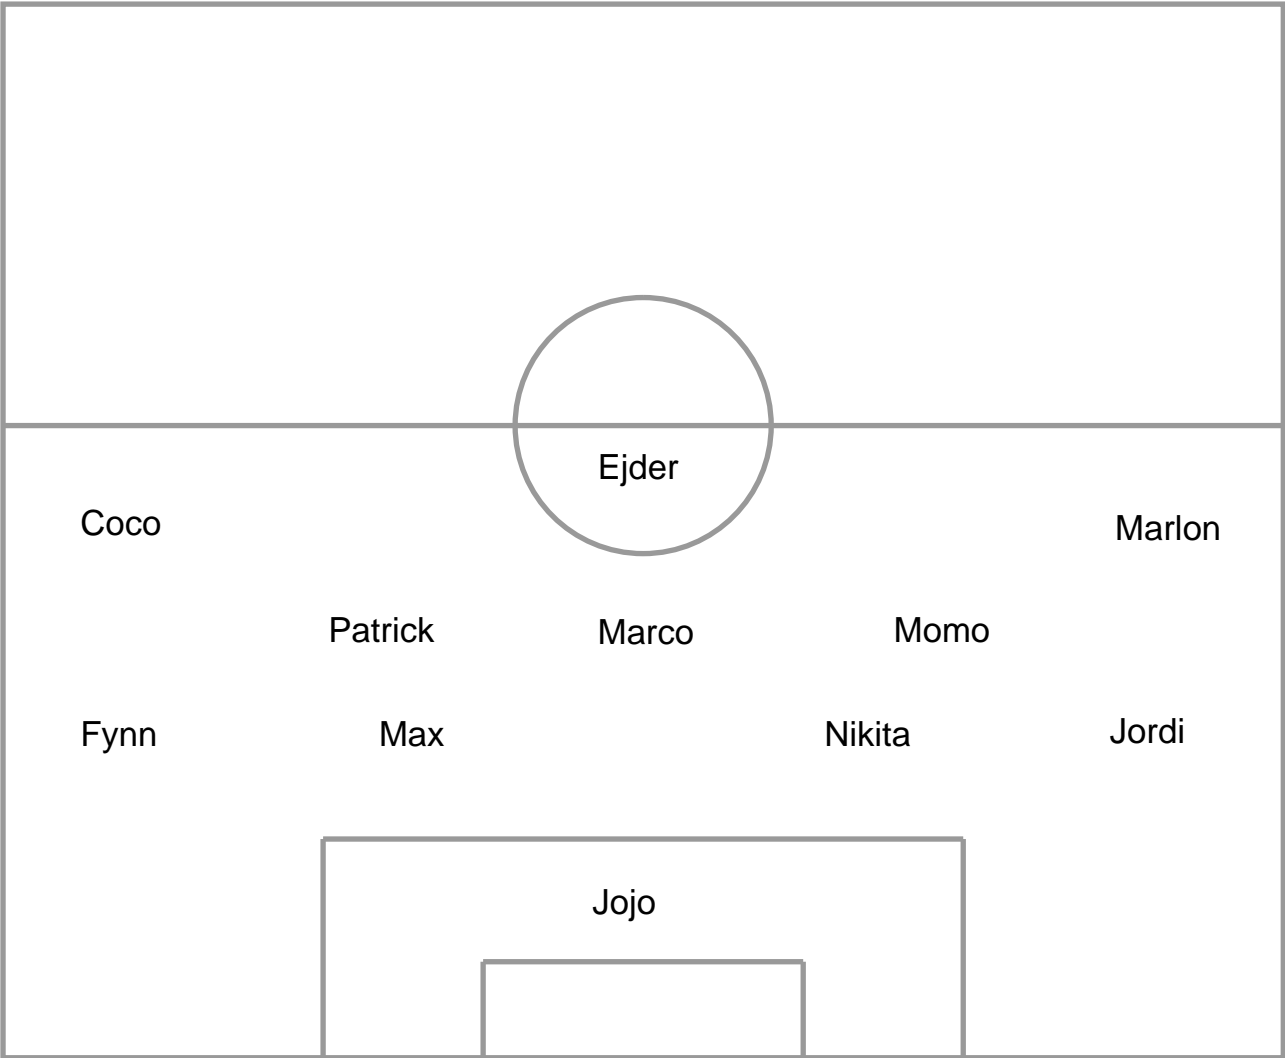 Ejder
Coco
Marlon
Patrick
Marco
Momo
Fynn
Max
Nikita
Jordi
Jojo